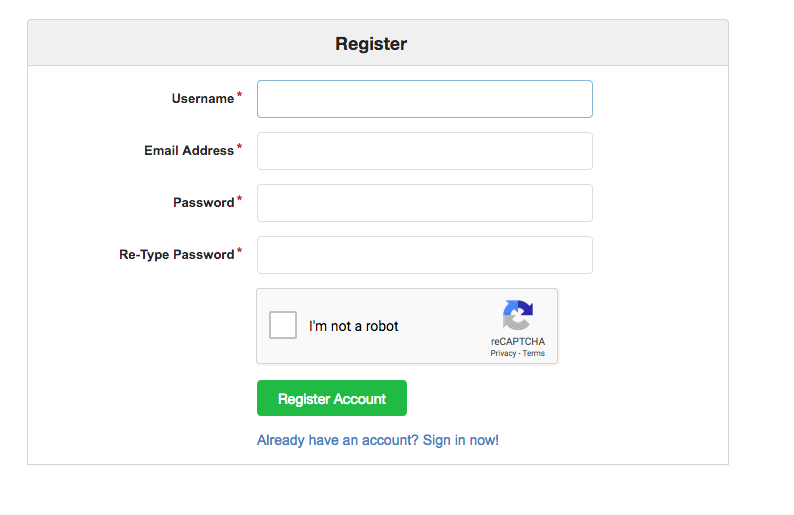 Register
Username *
Email Address *
Password *
Re-Type Password *
I'm not a robot
reCAPTCHA
Privacy - Terms
Register Account
Already have an account? Sign in now!